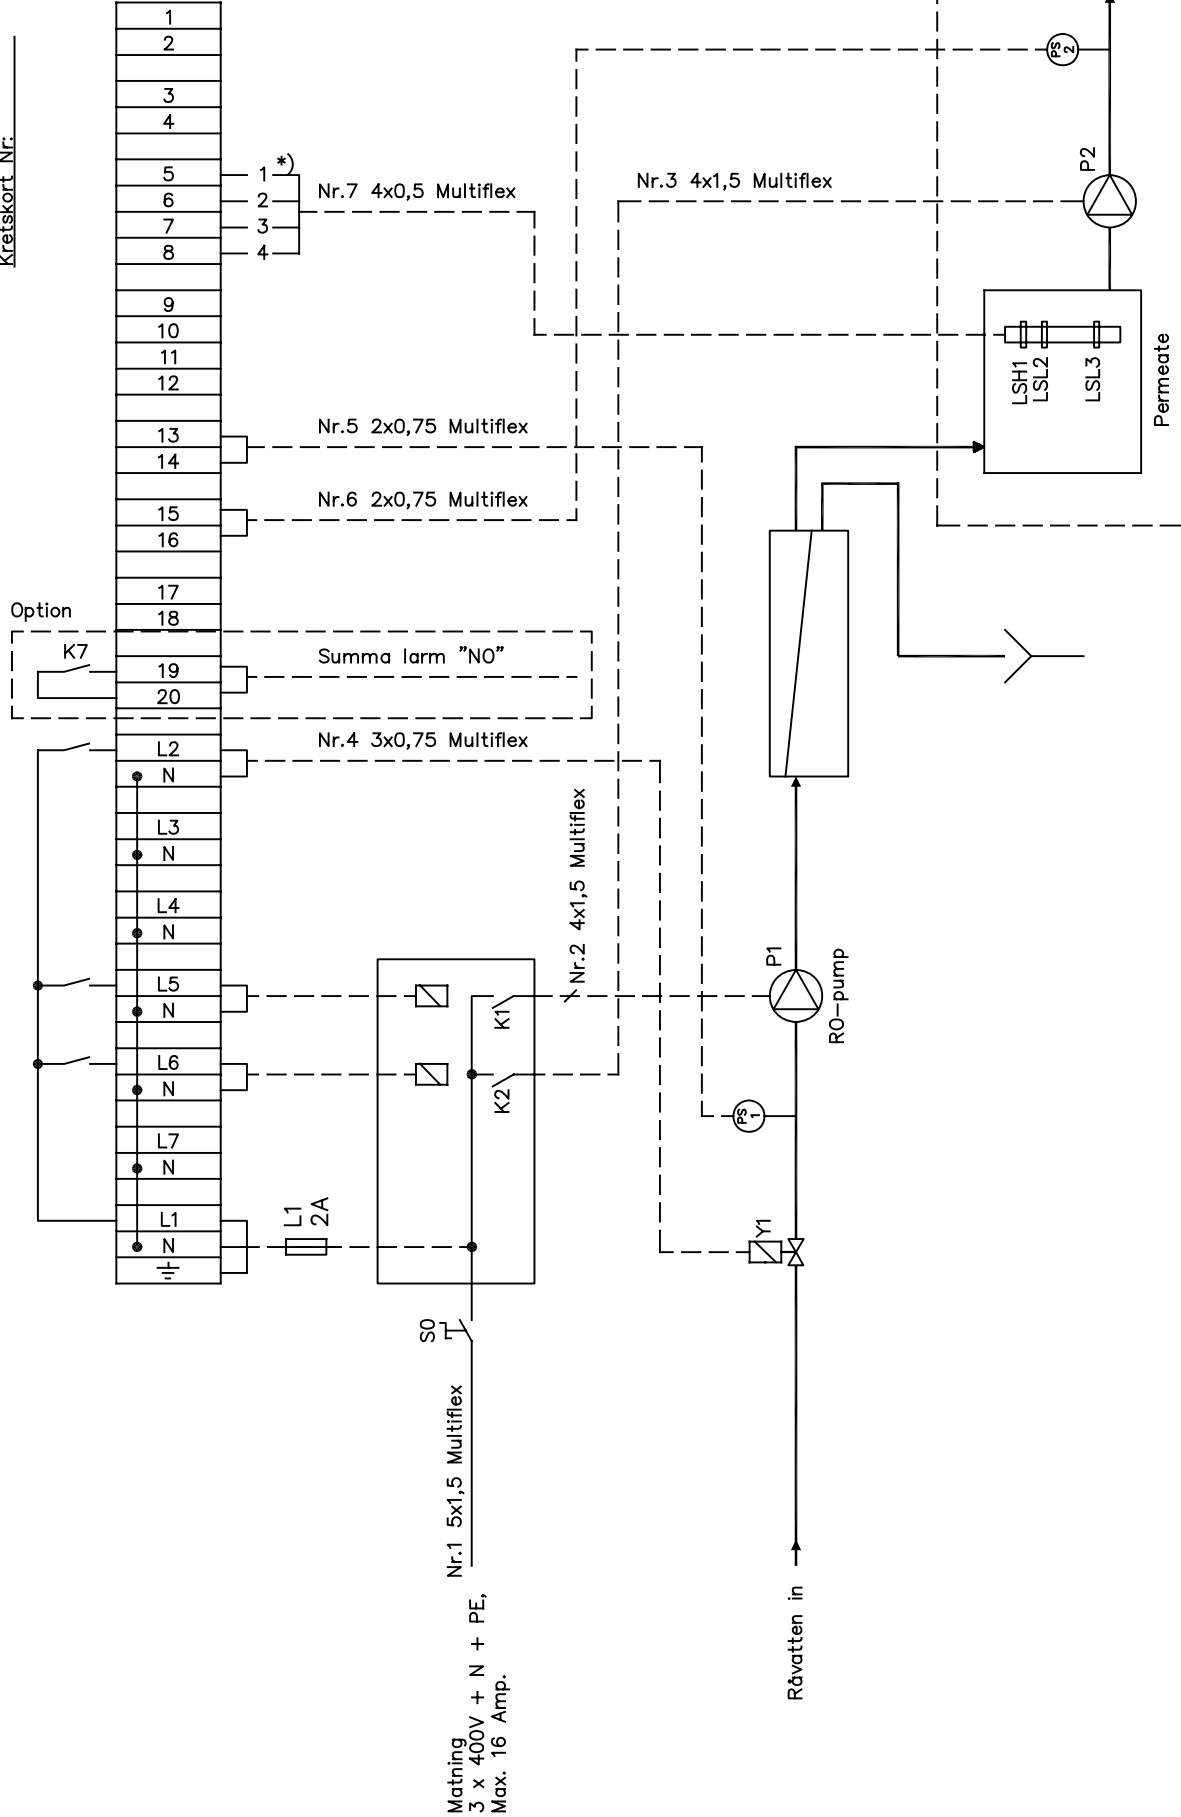 Kretskort Nr:
1
2
3
4
5
6
7
8
9
10
11
12
13
14
15
16
17
18
19
20
L2
N
L3
N
L4
N
L5
N
L6
N
L7
N
L1
N
1 *)
2
3
4
Nr.7 4x0,5 Multiflex
Nr.3 4x1,5 Multiflex
PS
2
P2
LSH1
LSL2
LSL3
Permeate
Nr.5 2x0,75 Multiflex
Nr.6 2x0,75 Multiflex
Option
K7
Summa larm "NO"
Nr.4 3x0,75 Multiflex
Nr.2 4x1,5 Multiflex
K1
K2
P1
RO-pump
PS
1
Y1
L1
2A
S0
Nr.1 5x1,5 Multiflex
Matning
3 x 400V + N + PE,
Max. 16 Amp.
Råvatten in